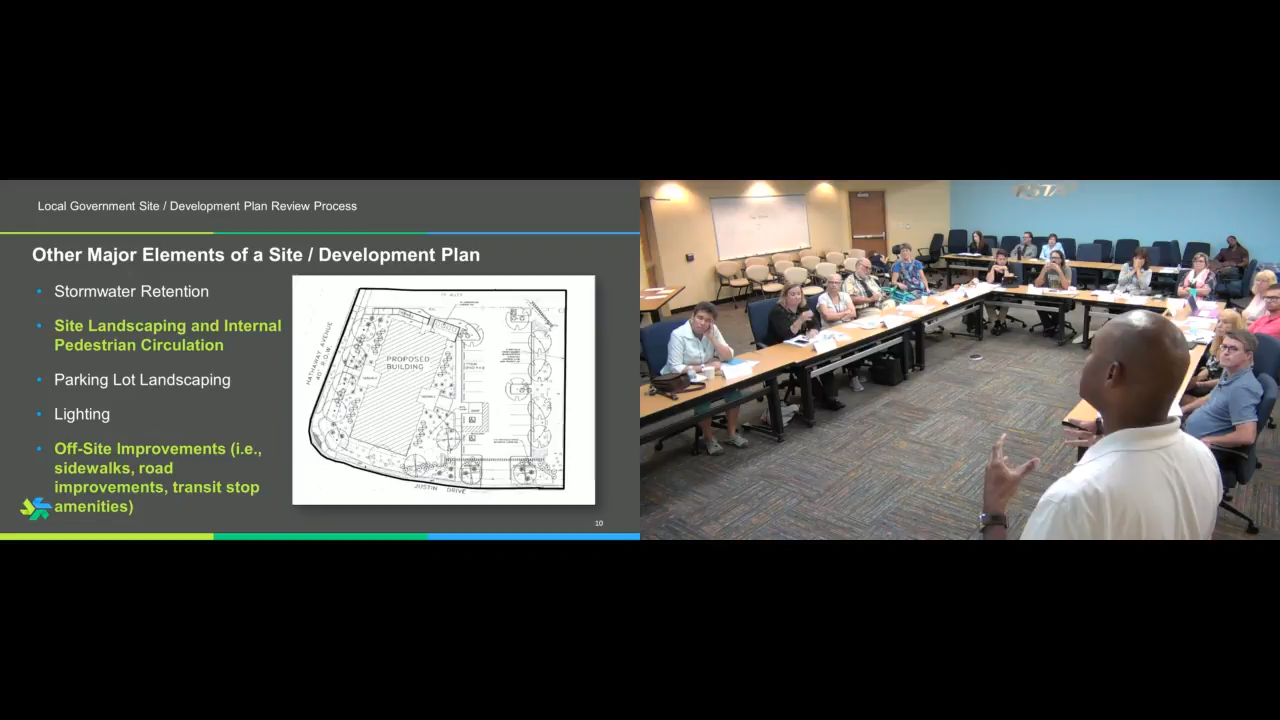 Local Government Site / Development Plan Review Process
Other Major Elements of a Site / Development Plan
• Stormwater Retention
• Site Landscaping and Internal
Pedestrian Circulation
• Parking Lot Landscaping
• Lighting
• Off-Site Improvements (i.e.,
sidewalks, road
improvements, transit stop
amenities)
HATHAWAY AVENUE
40' R.O.W.
PROPOSED
BUILDING
JUSTIN DRIVE
10